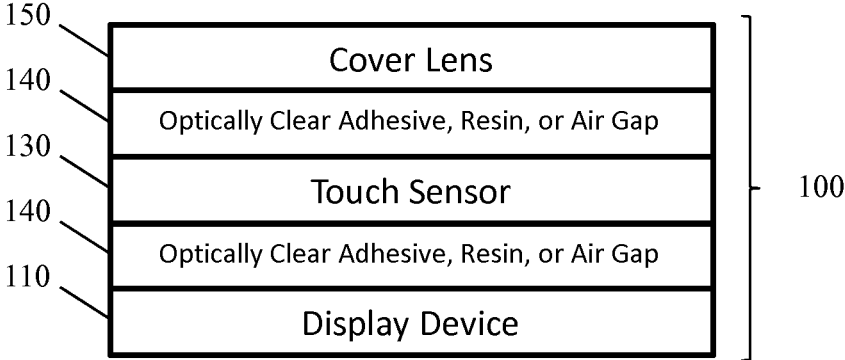 150
Cover Lens
140
Optically Clear Adhesive, Resin, or Air Gap
130
Touch Sensor
100
140
Optically Clear Adhesive, Resin, or Air Gap
110
Display Device